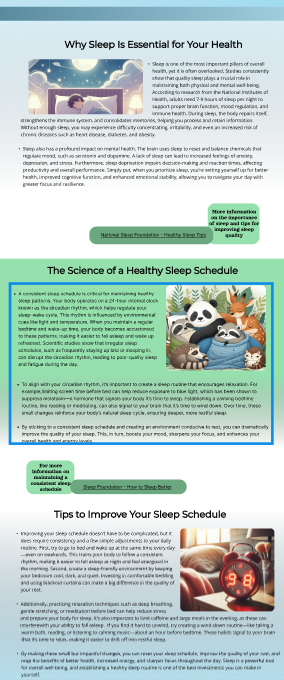 Why Sleep Is Essential for Your Health
• Sleep is one of the most important pillars of overall
health, yet it is often overlooked. Studies consistently
show that quality sleep plays a crucial role in
maintaining both physical and mental well-being.
According to research from the National Institutes of
Health, adults need 7-9 hours of sleep per night to
support proper brain function, mood regulation, and
immune health. During sleep, the body repairs itself,
strengthens the immune system, and consolidates memories, helping you process and retain information.
Without enough sleep, you may experience difficulty concentrating, irritability, and even an increased risk of
chronic diseases such as heart disease, diabetes, and obesity.
• Sleep also has a profound impact on mental health. The brain uses sleep to reset and balance chemicals that
regulate mood, such as serotonin and dopamine. A lack of sleep can lead to increased feelings of anxiety,
depression, and stress. Furthermore, sleep deprivation impairs decision-making and reaction times, affecting
productivity and overall performance. Simply put, when you prioritize sleep, you're setting yourself up for better
health, improved cognitive function, and enhanced emotional stability, allowing you to navigate your day with
greater focus and resilience.
More information
on the importance
of sleep and tips for
improving sleep
quality
National Sleep Foundation - Healthy Sleep Tips
The Science of a Healthy Sleep Schedule
• A consistent sleep schedule is critical for maintaining healthy
sleep patterns. Your body operates on a 24-hour internal clock
known as the circadian rhythm, which helps regulate your
sleep-wake cycle. This rhythm is influenced by environmental
cues like light and temperature. When you maintain a regular
bedtime and wake-up time, your body becomes accustomed
to these patterns, making it easier to fall asleep and wake up
refreshed. Scientific studies show that irregular sleep
schedules, such as frequently staying up late or sleeping in,
can disrupt the circadian rhythm, leading to poor-quality sleep
and fatigue during the day.
• To align with your circadian rhythm, it's important to create a sleep routine that encourages relaxation. For
example, limiting screen time before bed can help reduce exposure to blue light, which has been shown to
suppress melatonin—a hormone that signals your body it's time to sleep. Establishing a calming bedtime
routine, like reading or meditating, can also signal to your brain that it's time to wind down. Over time, these
small changes reinforce your body's natural sleep cycle, ensuring deeper, more restful sleep.
• By sticking to a consistent sleep schedule and creating an environment conducive to rest, you can dramatically
improve the quality of your sleep. This, in turn, boosts your mood, sharpens your focus, and enhances your
overall health and energy levels.
For more
information on
maintaining a
consistent sleep
schedule
Sleep Foundation - How to Sleep Better
Tips to Improve Your Sleep Schedule
• Improving your sleep schedule doesn't have to be complicated, but it
does require consistency and a few simple adjustments to your daily
routine. First, try to go to bed and wake up at the same time every day
—even on weekends. This trains your body to follow a consistent
rhythm, making it easier to fall asleep at night and feel energized in
the morning. Second, create a sleep-friendly environment by keeping
your bedroom cool, dark, and quiet. Investing in comfortable bedding
and using blackout curtains can make a big difference in the quality of
your rest.
98
• Additionally, practicing relaxation techniques such as deep breathing,
gentle stretching, or meditation before bed can help reduce stress
and prepare your body for sleep. It's also important to limit caffeine and large meals in the evening, as these can
interfere with your ability to fall asleep. If you find it hard to unwind, try creating a wind-down routine—like taking a
warm bath, reading, or listening to calming music—about an hour before bedtime. These habits signal to your brain
that it's time to relax, making it easier to drift off into restful sleep.
• By making these small but impactful changes, you can reset your sleep schedule, improve the quality of your rest, and
reap the benefits of better health, increased energy, and sharper focus throughout the day. Sleep is a powerful tool
for overall well-being, and establishing a healthy sleep routine is one of the best investments you can make in
yourself.